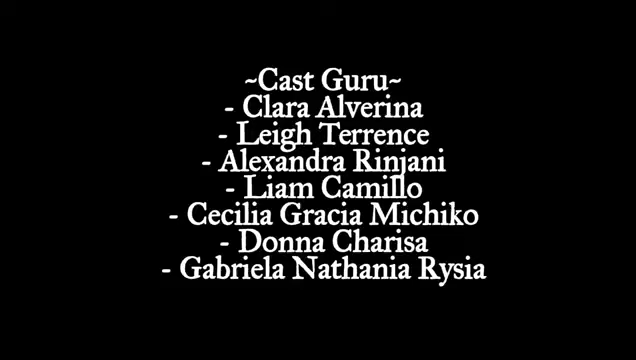 ~Cast Guru~
- Clara Alverina
- Leigh Terrence
- Alexandra Rinjani
- Liam Camillo
- Cecilia Gracia Michiko
- Donna Charisa
- Gabriela Nathania Rysia